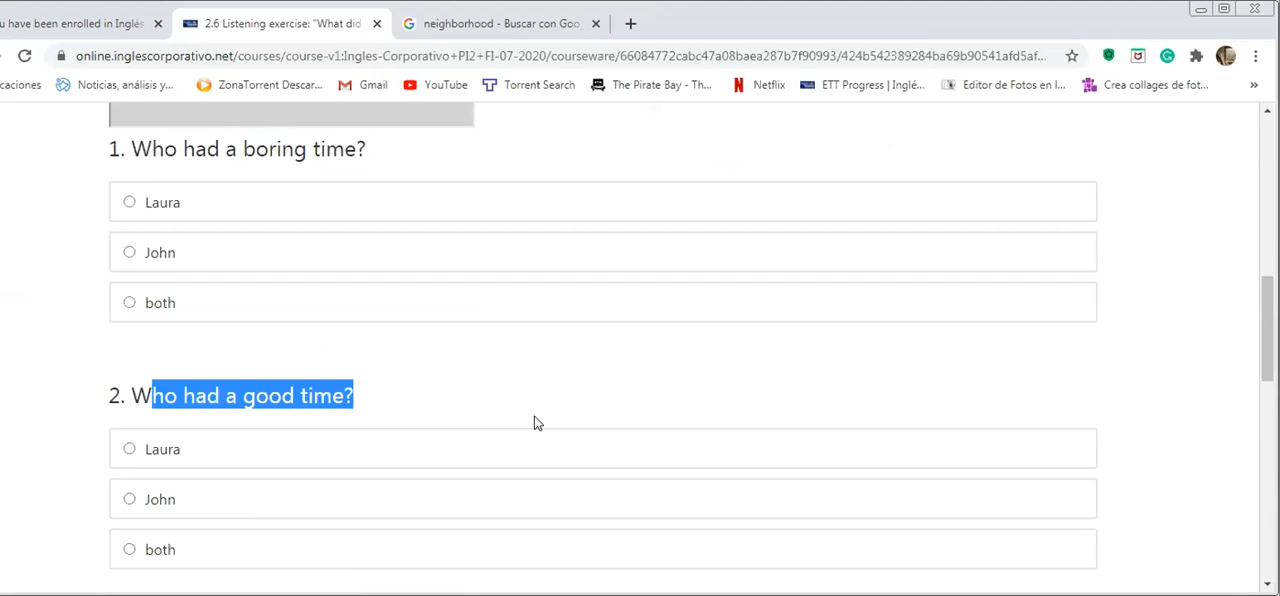 u have been enrolled in Inglés
2.6 Listening exercise: "What did
neighborhood - Buscar con Goo
online.inglescorporativo.net/courses/course-v1:Ingles-Corporativo+PI2+FI-07-2020/courseware/66084772cabc47a08baea287b7f90993/424b542389284ba69b90541afd5af...
caciones
Noticias, análisis y...
ZonaTorrent Descar...
Gmail
YouTube
Torrent Search
The Pirate Bay - Th...
Netflix
ETT Progress | Inglé...
Editor de Fotos en l...
Crea collages de fot...
»
1. Who had a boring time?
Laura
John
both
2. Who had a good time?
Laura
John
both